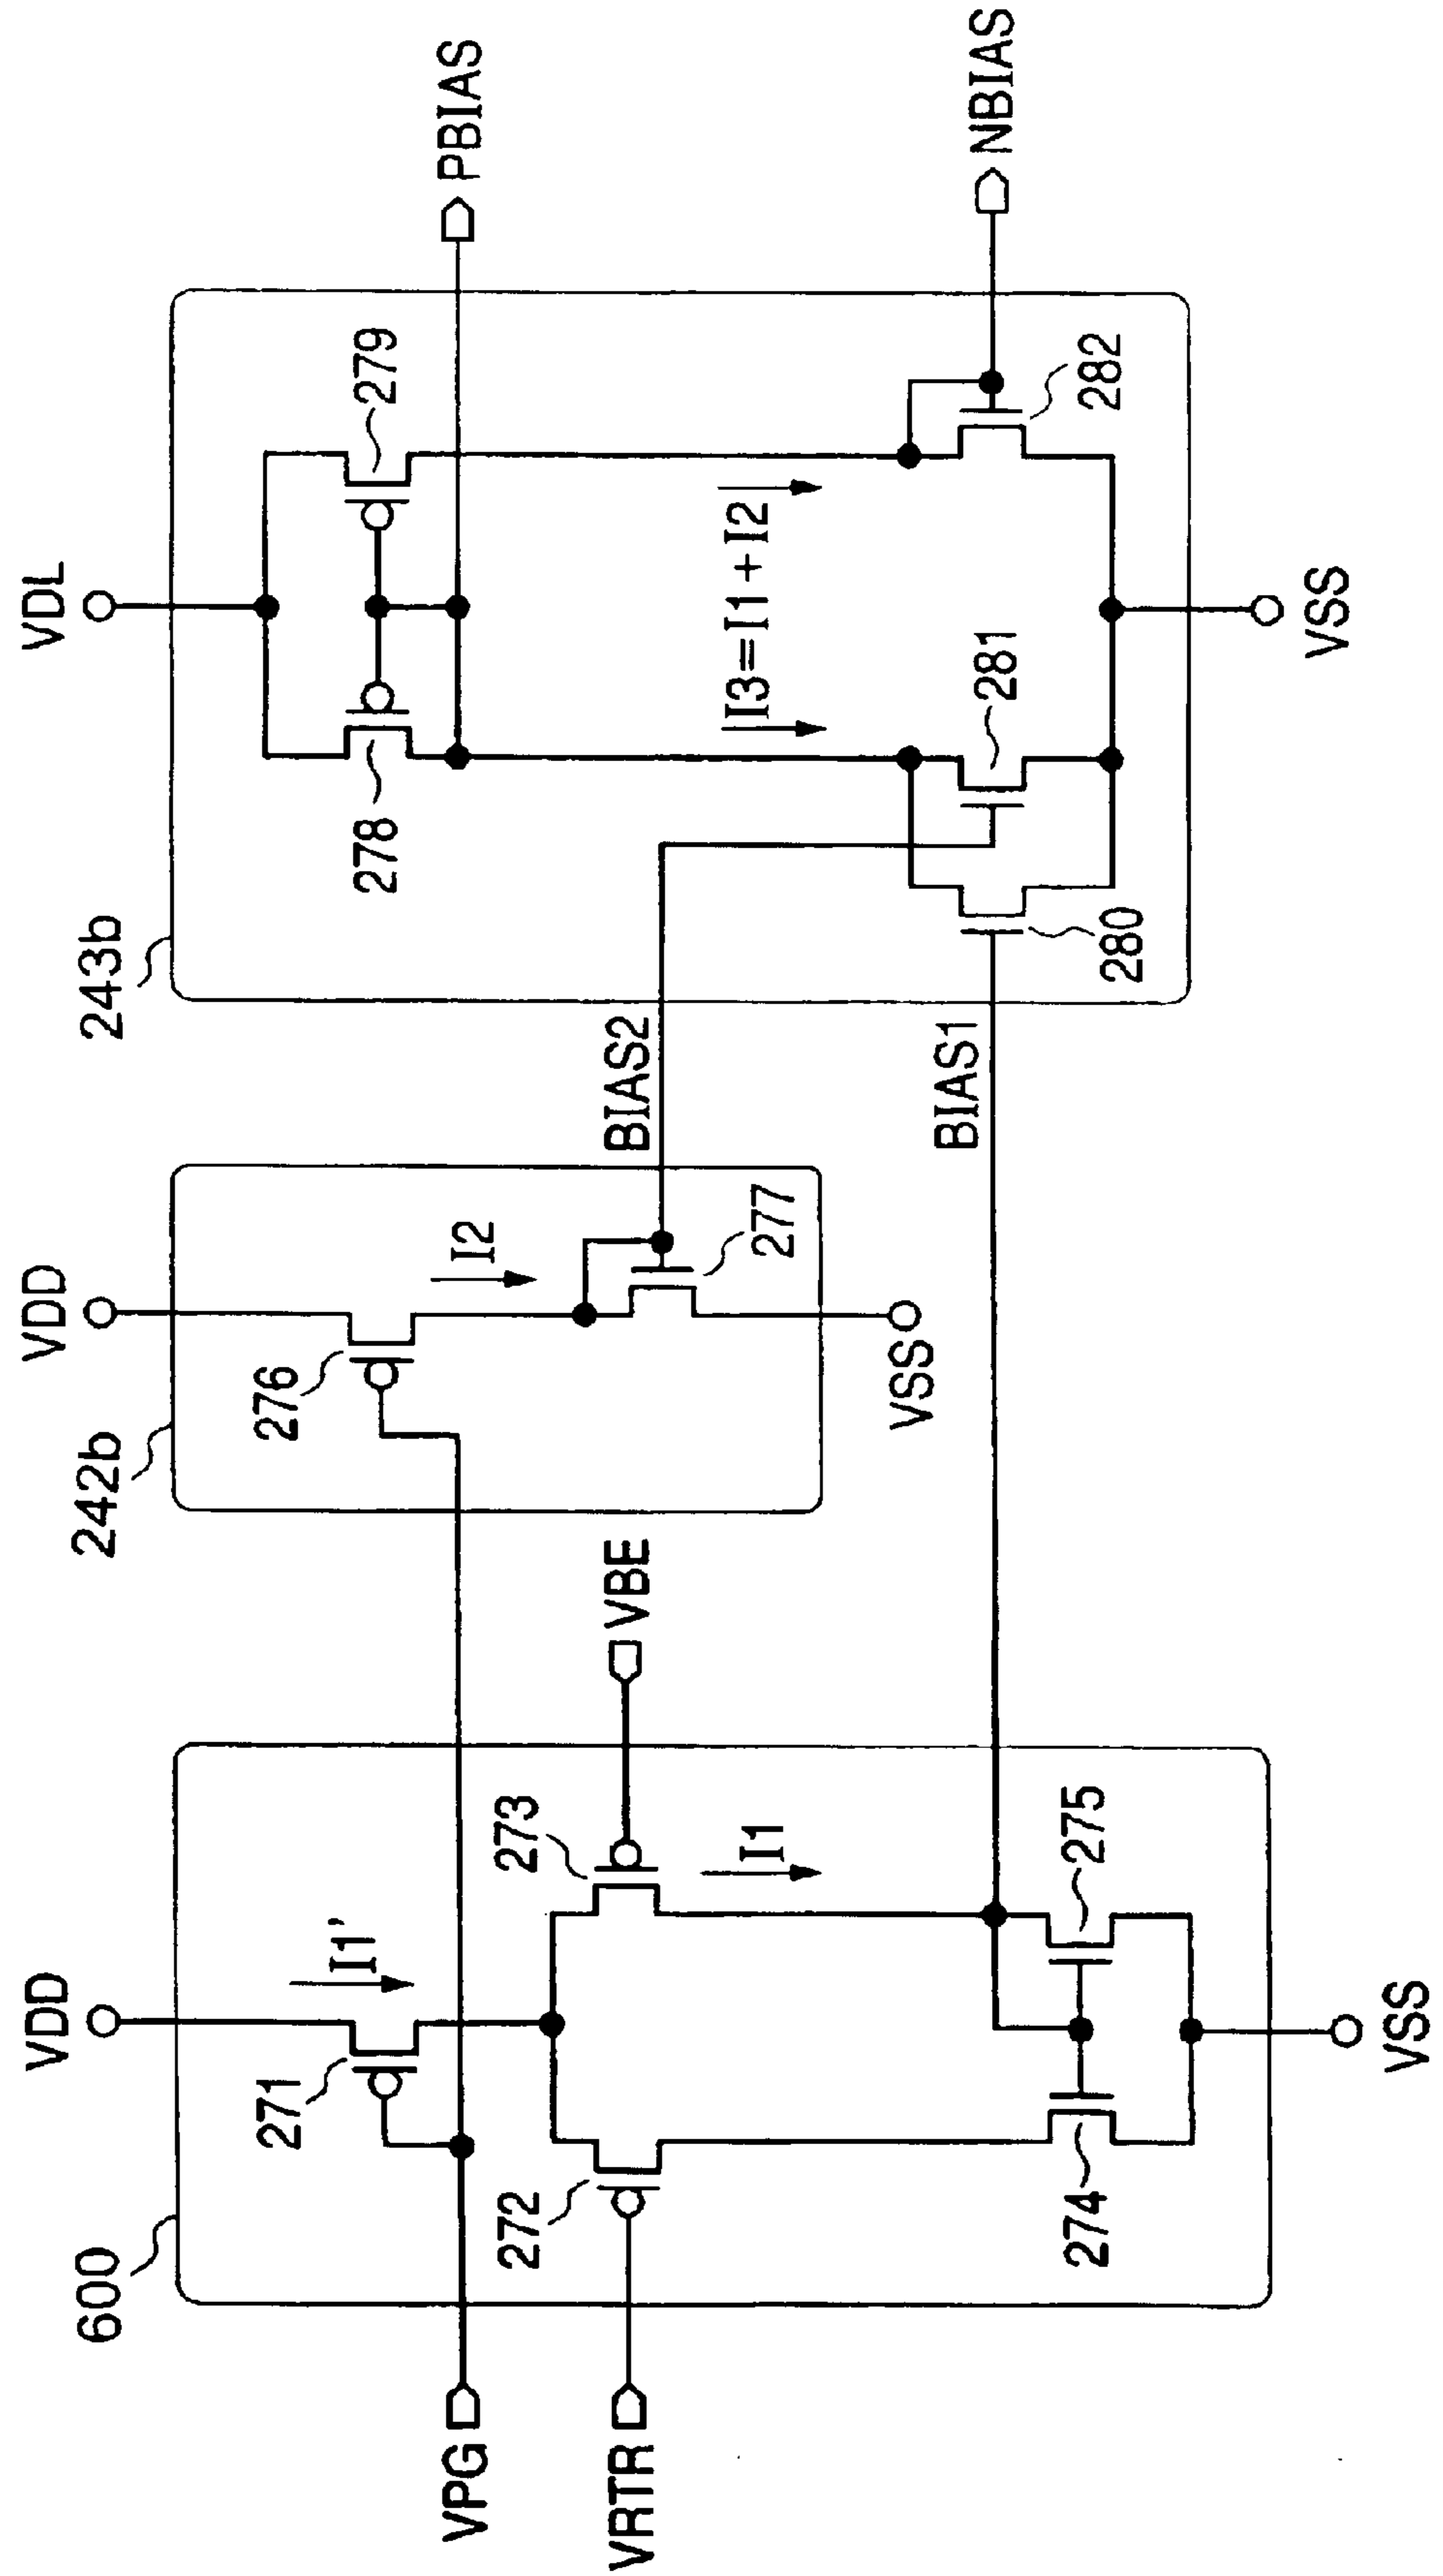 600
VDD
I1'
271
VPG
272
VRTR
273
VBE
I1
274
275
VSS
242b
VDD
276
I2
277
VSS
BIAS2
BIAS1
243b
VDL
278
279
PBIAS
I3=I1+I2
280
281
282
NBIAS
VSS